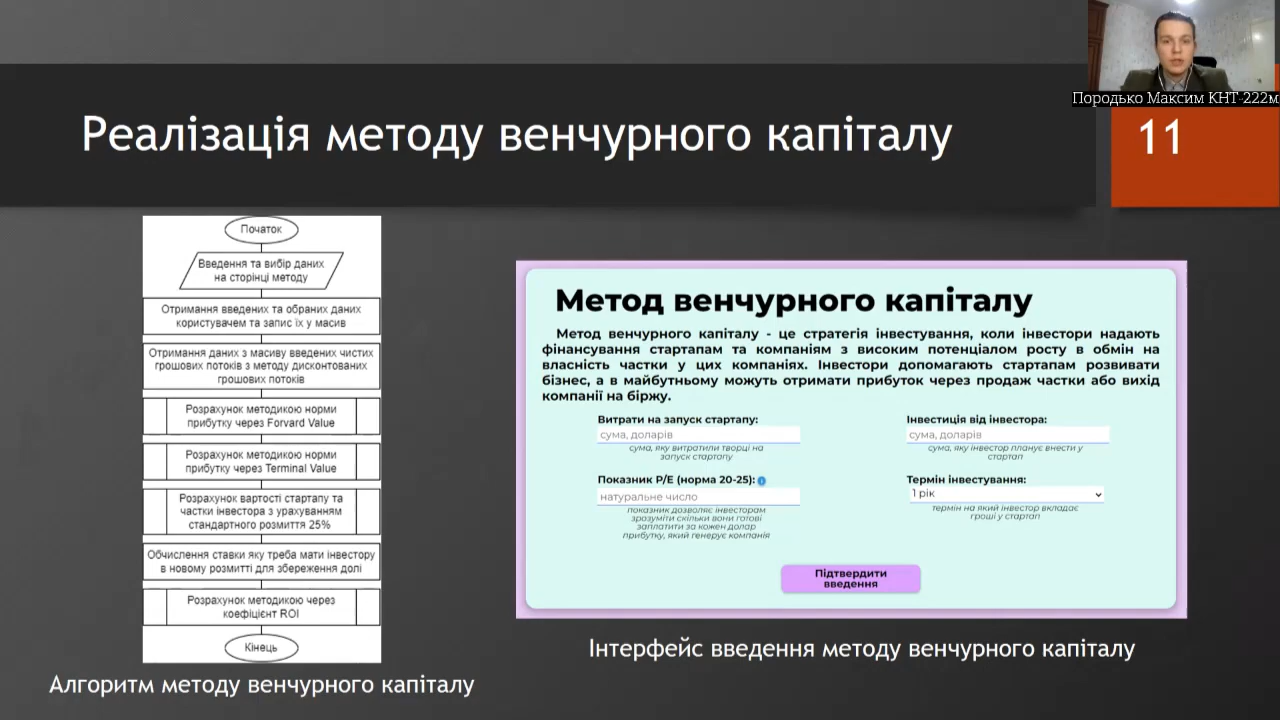 Породько Максим КНТ-222м
Реалізація методу венчурного капіталу
11
Початок
Введення та вибір даних
на сторінці методу
Отримання введених та обраних даних
користувачем та запис їх у масив
Отримання даних з масиву введених чистих
грошових потоків з методу дисконтованих
грошових потоків
Розрахунок методикою норми
прибутку через Forvard Value
Розрахунок методикою норми
прибутку через Terminal Value
Розрахунок вартості стартапу та
частки інвестора з урахуванням
стандартного розмиття 25%
Обчислення ставки яку треба мати інвестору
в новому розмитті для збереження долі
Розрахунок методикою через
коефіцієнт ROI
Кінець
Алгоритм методу венчурного капіталу
Метод венчурного капіталу
Метод венчурного капіталу - це стратегія інвестування, коли інвестори надають
фінансування стартапам та компаніям з високим потенціалом росту в обмін на
власність частки у цих компаніях. Інвестори допомагають стартапам розвивати
бізнес, а в майбутньому можуть отримати прибуток через продаж частки або вихід
компанії на біржу.
Витрати на запуск стартапу:
сума, доларів
сума, яку витратили творці на
запуск стартапу
Інвестиція від інвестора:
сума, доларів
сума, яку інвестор планує внести у
стартап
Показник P/E (норма 20-25):
натуральне число
показник дозволяє інвесторам
зрозуміти скільки вони готові
заплатити за кожен долар
прибутку, який генерує компанія
Термін інвестування:
1 рік
термін на який інвестор вкладає
гроші у стартап
Підтвердити
введення
Інтерфейс введення методу венчурного капіталу